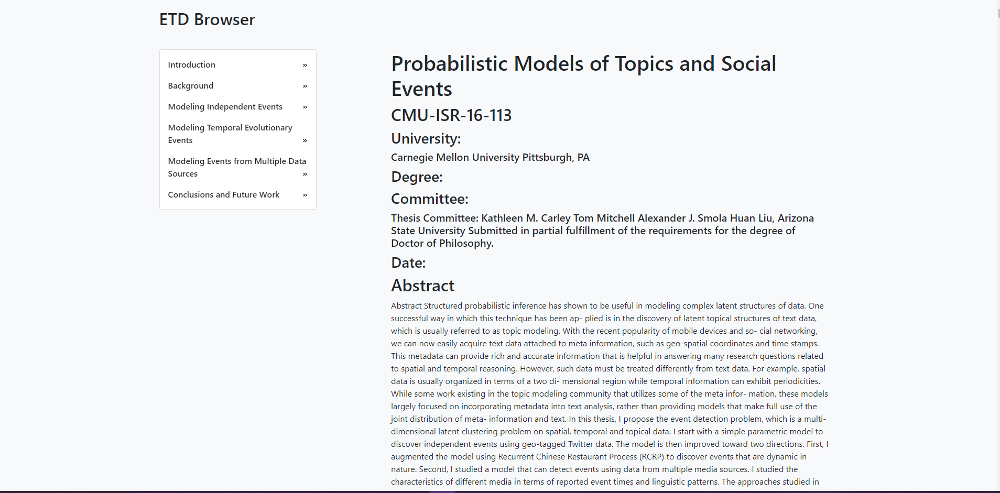 ETD Browser
Introduction »
Background »
Modeling Independent Events »
Modeling Temporal Evolutionary
Events »
Modeling Events from Multiple Data
Sources »
Conclusions and Future Work »
Probabilistic Models of Topics and Social
Events
CMU-ISR-16-113
University:
Carnegie Mellon University Pittsburgh, PA
Degree:
Committee:
Thesis Committee: Kathleen M. Carley Tom Mitchell Alexander J. Smola Huan Liu, Arizona
State University Submitted in partial fulfillment of the requirements for the degree of
Doctor of Philosophy.
Date:
Abstract
Abstract Structured probabilistic inference has shown to be useful in modeling complex latent structures of data. One
successful way in which this technique has been ap- plied is in the discovery of latent topical structures of text data,
which is usually referred to as topic modeling. With the recent popularity of mobile devices and so- cial networking,
we can now easily acquire text data attached to meta information, such as geo-spatial coordinates and time stamps.
This metadata can provide rich and accurate information that is helpful in answering many research questions related
to spatial and temporal reasoning. However, such data must be treated differently from text data. For example, spatial
data is usually organized in terms of a two di- mensional region while temporal information can exhibit periodicities.
While some work existing in the topic modeling community that utilizes some of the meta infor- mation, these models
largely focused on incorporating metadata into text analysis, rather than providing models that make full use of the
joint distribution of meta- information and text. In this thesis, I propose the event detection problem, which is a multi-
dimensional latent clustering problem on spatial, temporal and topical data. I start with a simple parametric model to
discover independent events using geo-tagged Twitter data. The model is then improved toward two directions. First, I
augmented the model using Recurrent Chinese Restaurant Process (RCRP) to discover events that are dynamic in
nature. Second, I studied a model that can detect events using data from multiple media sources. I studied the
characteristics of different media in terms of reported event times and linguistic patterns. The approaches studied in